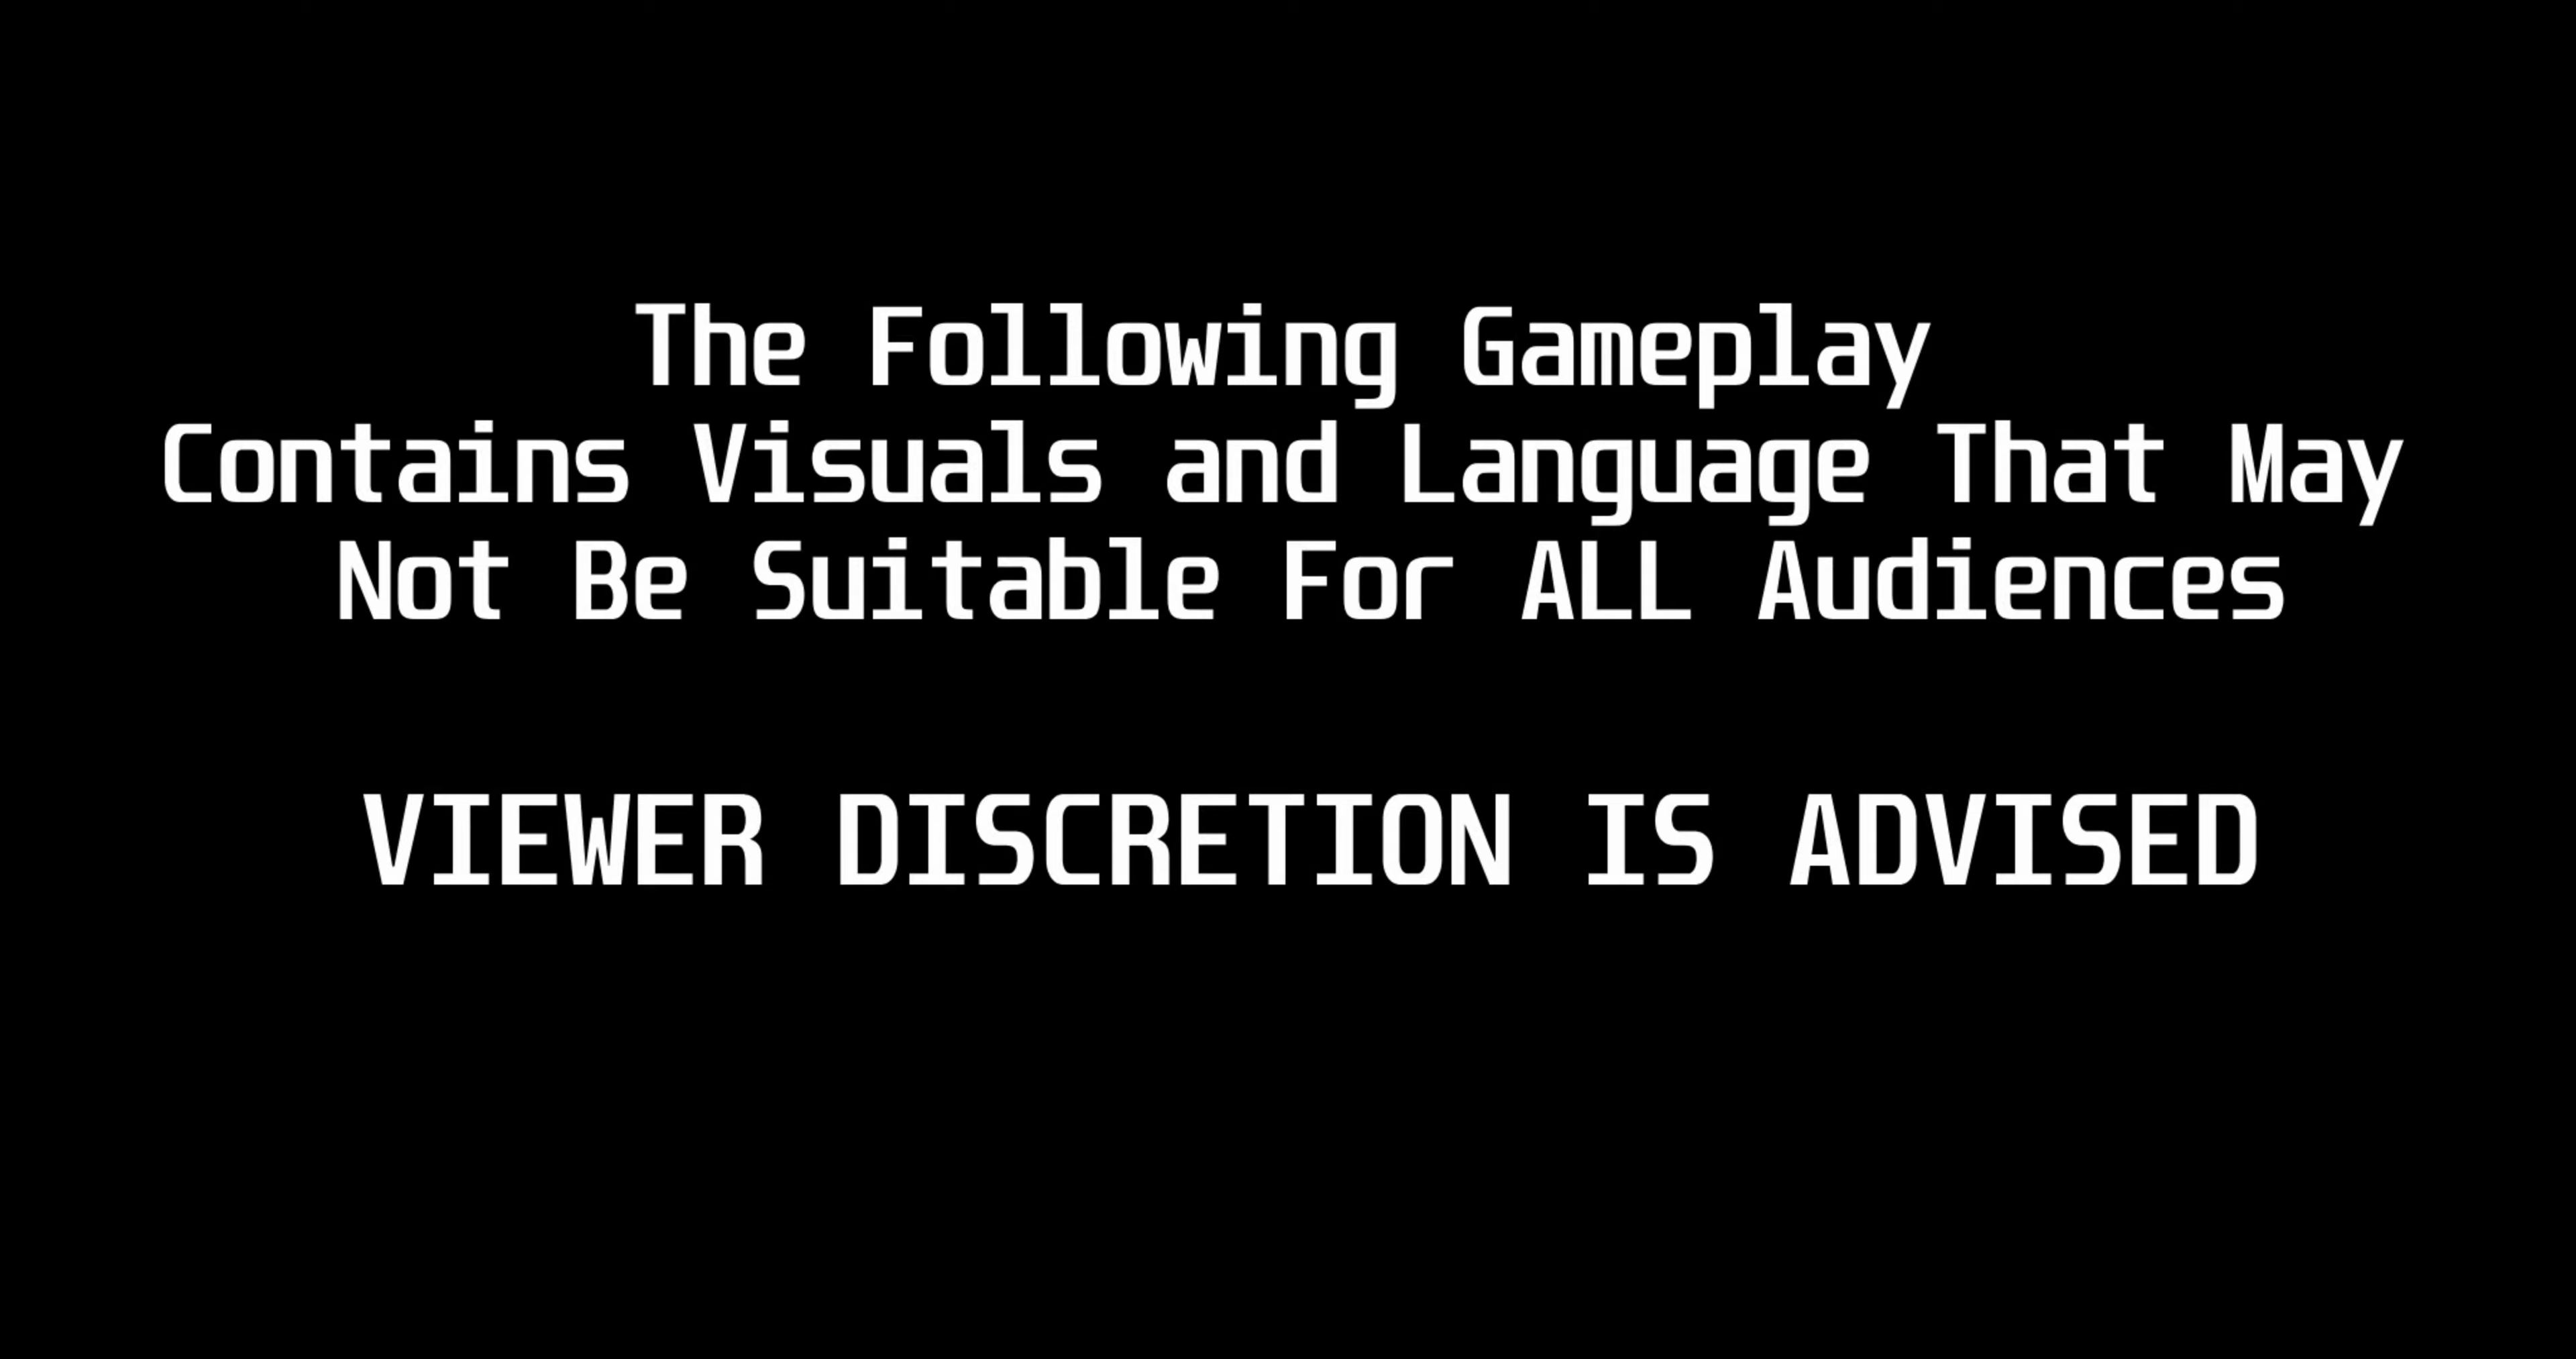 The Following Gameplay
Contains Visuals and Language That May
Not Be Suitable For ALL Audiences
VIEWER DISCRETION IS ADVISED